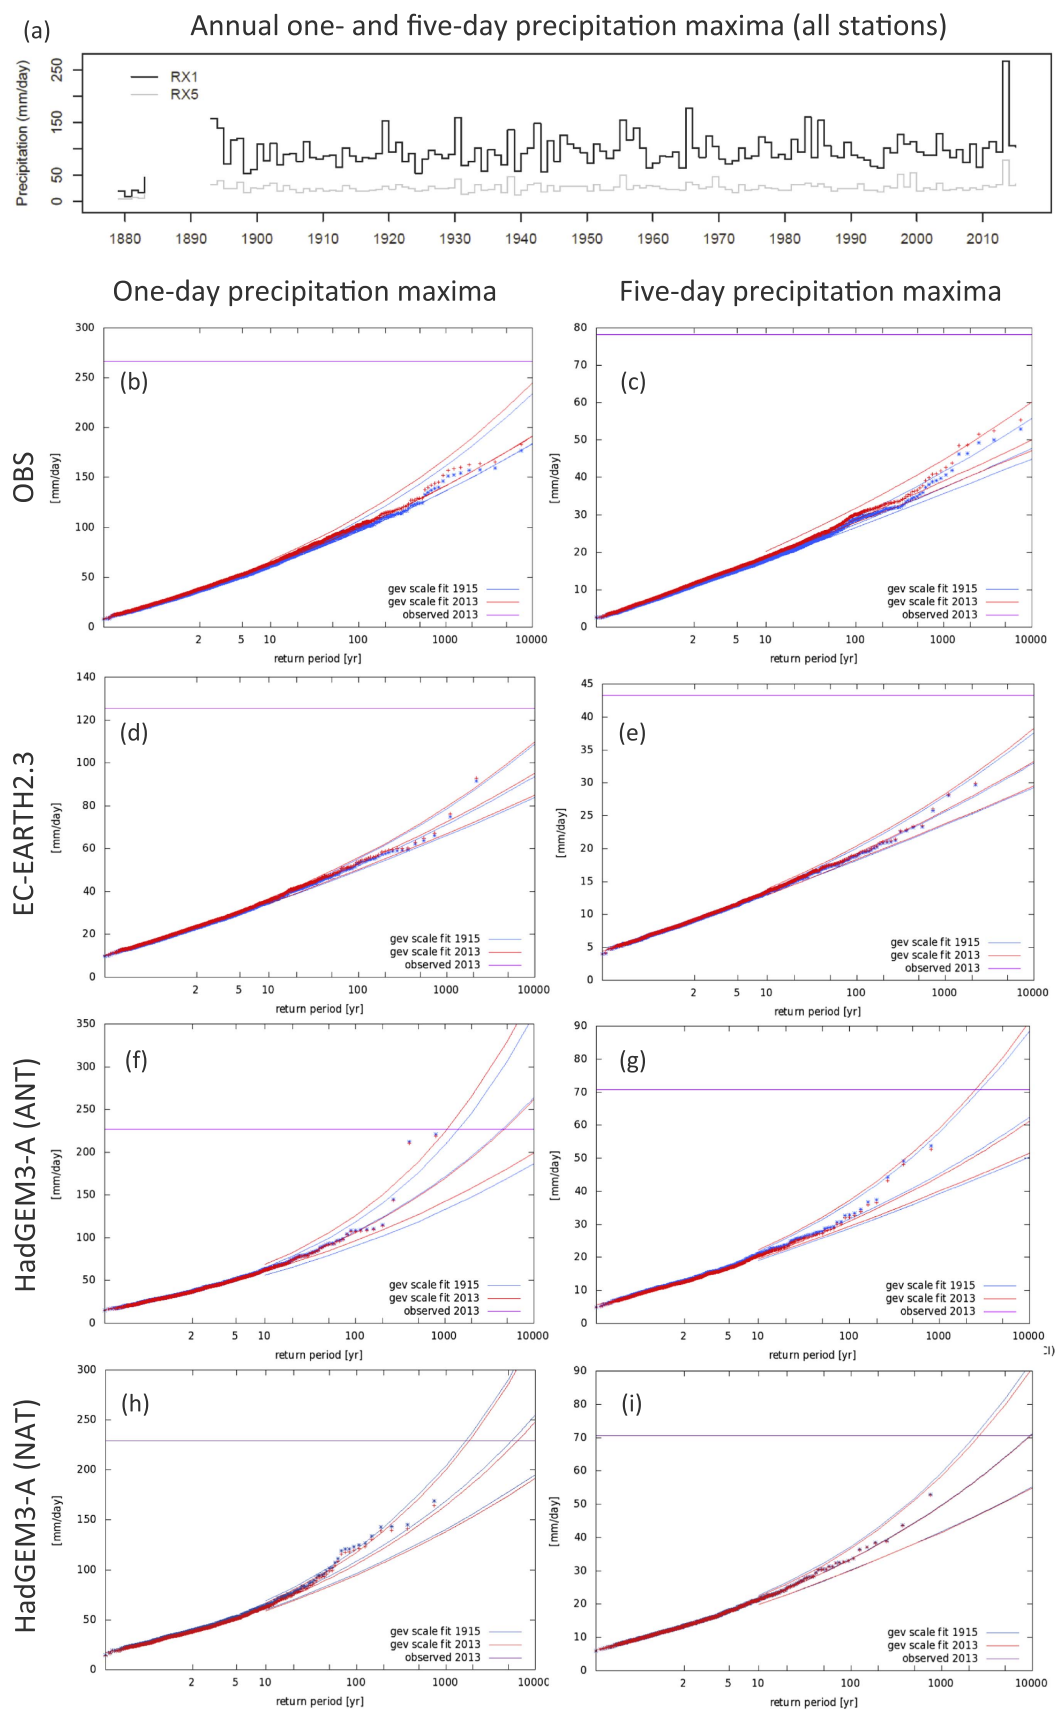 (a)
Annual one- and five-day precipitation maxima (all stations)
Precipitation (mm/day)
250
150
100
50
0
RX1
RX5
1880 1890 1900 1910 1920 1930 1940 1950 1960 1970 1980 1990 2000 2010
One-day precipitation maxima
Five-day precipitation maxima
OBS
(b)
[mm/day]
300
250
200
150
100
50
0
gev scale fit 1915
gev scale fit 2013
observed 2013
2 5 10 100 1000 10000
return period [yr]
(c)
[mm/day]
80
70
60
50
40
30
20
10
0
gev scale fit 1915
gev scale fit 2013
observed 2013
2 5 10 100 1000 10000
return period [yr]
EC-EARTH2.3
(d)
[mm/day]
140
120
100
80
60
40
20
0
gev scale fit 1915
gev scale fit 2013
observed 2013
2 5 10 100 1000 10000
return period [yr]
(e)
[mm/day]
45
40
35
30
25
20
15
10
5
0
gev scale fit 1915
gev scale fit 2013
observed 2013
2 5 10 100 1000 10000
return period [yr]
HadGEM3-A (ANT)
(f)
[mm/day]
350
300
250
200
150
100
50
0
gev scale fit 1915
gev scale fit 2013
observed 2013
2 5 10 100 1000 10000
return period [yr]
(g)
[mm/day]
90
80
70
60
50
40
30
20
10
0
gev scale fit 1915
gev scale fit 2013
observed 2013
2 5 10 100 1000 10000
return period [yr]
HadGEM3-A (NAT)
(h)
[mm/day]
300
250
200
150
100
50
0
gev scale fit 1915
gev scale fit 2013
observed 2013
2 5 10 100 1000 10000
return period [yr]
(i)
[mm/day]
90
80
70
60
50
40
30
20
10
0
gev scale fit 1915
gev scale fit 2013
observed 2013
2 5 10 100 1000 10000
return period [yr]